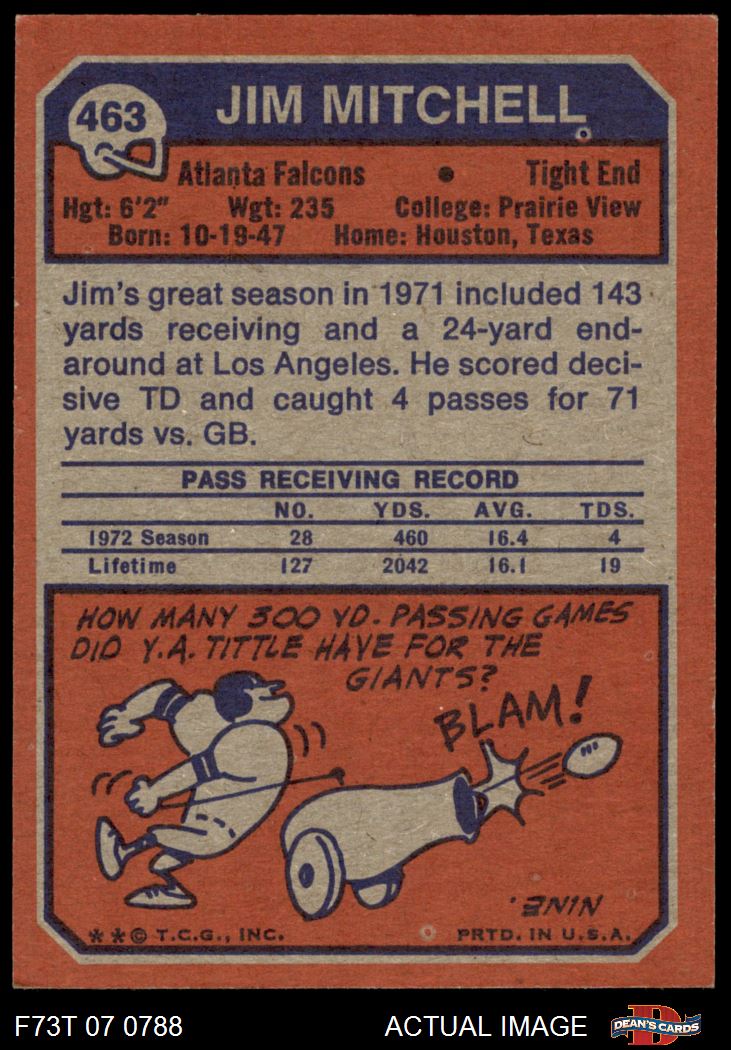 463
JIM MITCHELL
Atlanta Falcons • Tight End
Hgt: 6'2" Wgt: 235 College: Prairie View
Born: 10-19-47 Home: Houston, Texas
Jim's great season in 1971 included 143
yards receiving and a 24-yard end-
around at Los Angeles. He scored deci-
sive TD and caught 4 passes for 71
yards vs. GB.
PASS RECEIVING RECORD
NO. YDS. AVG. TDS.
1972 Season 28 460 16.4 4
Lifetime 127 2042 16.1 19
HOW MANY 300 YD. PASSING GAMES
DID Y.A. TITTLE HAVE FOR THE
GIANTS?
BLAM!
NINE.
**© T.C.G., INC. PRTD. IN U.S.A.
F73T 07 0788 ACTUAL IMAGE
D
DEAN'S CARDS